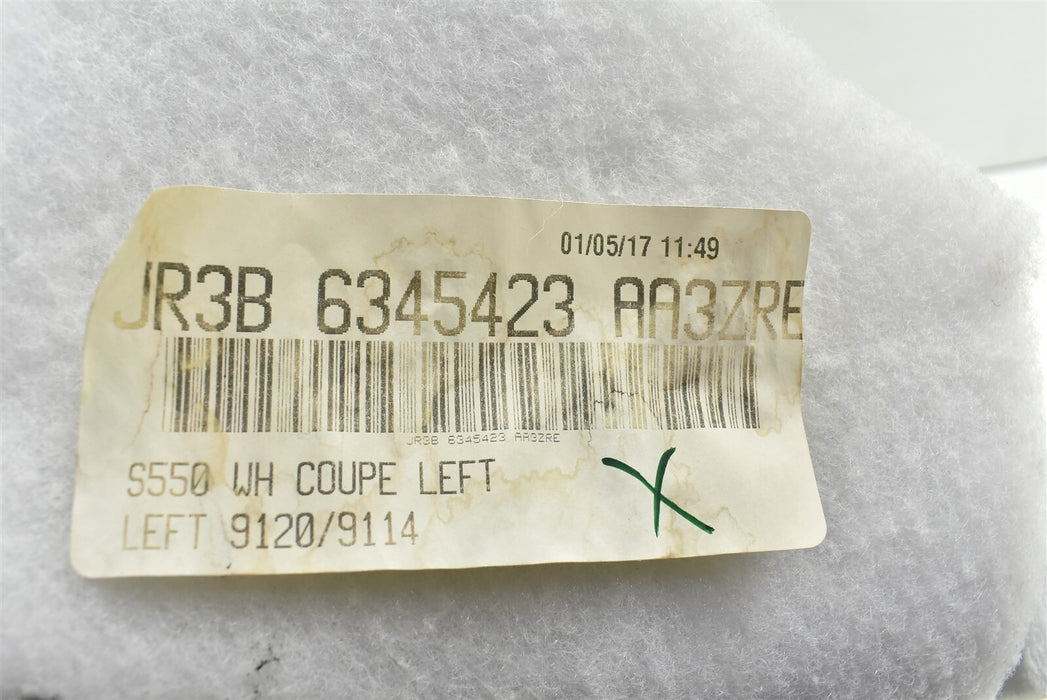 01/05/17 11:49
JR3B 6345423 AA3ZRE
JR3B 6345423 AA3ZRE
S550 WH COUPE LEFT
LEFT 9120/9114
X